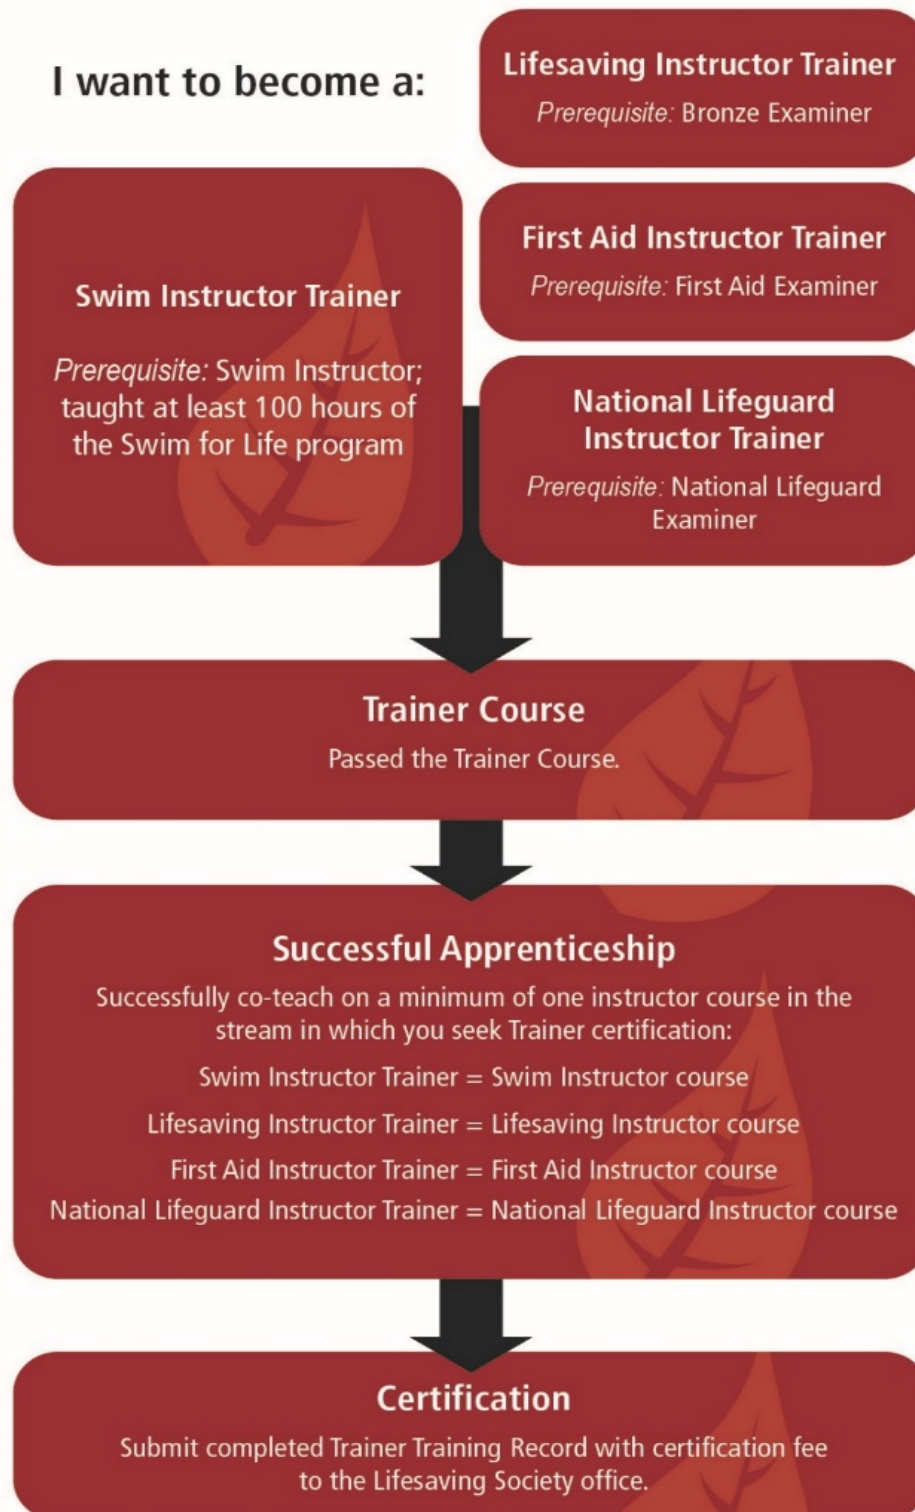 I want to become a:
Lifesaving Instructor Trainer
Prerequisite: Bronze Examiner
First Aid Instructor Trainer
Prerequisite: First Aid Examiner
Swim Instructor Trainer
Prerequisite: Swim Instructor;
taught at least 100 hours of
the Swim for Life program
National Lifeguard
Instructor Trainer
Prerequisite: National Lifeguard
Examiner
Trainer Course
Passed the Trainer Course.
Successful Apprenticeship
Successfully co-teach on a minimum of one instructor course in the
stream in which you seek Trainer certification:
Swim Instructor Trainer = Swim Instructor course
Lifesaving Instructor Trainer = Lifesaving Instructor course
First Aid Instructor Trainer = First Aid Instructor course
National Lifeguard Instructor Trainer = National Lifeguard Instructor course
Certification
Submit completed Trainer Training Record with certification fee
to the Lifesaving Society office.